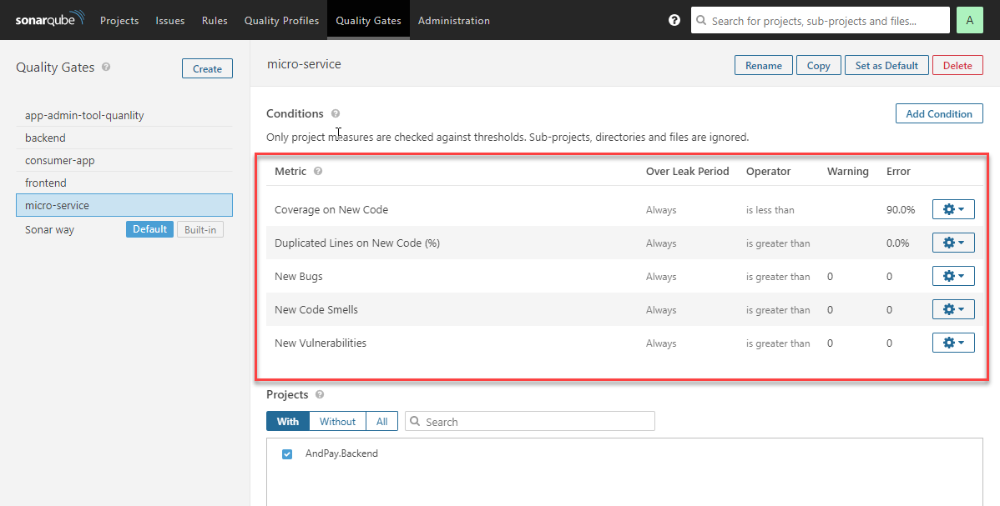 sonarqube Projects Issues Rules Quality Profiles Quality Gates Administration ? Search for projects, sub-projects and files... A
Quality Gates ? Create
app-admin-tool-quanlity
backend
consumer-app
frontend
micro-service
Sonar way Default Built-in
micro-service Rename Copy Set as Default Delete
Conditions ? Add Condition
Only project measures are checked against thresholds. Sub-projects, directories and files are ignored.
Metric ? Over Leak Period Operator Warning Error
Coverage on New Code Always is less than 90.0%
Duplicated Lines on New Code (%) Always is greater than 0.0%
New Bugs Always is greater than 0 0
New Code Smells Always is greater than 0 0
New Vulnerabilities Always is greater than 0 0
Projects ?
With Without All Search
AndPay.Backend